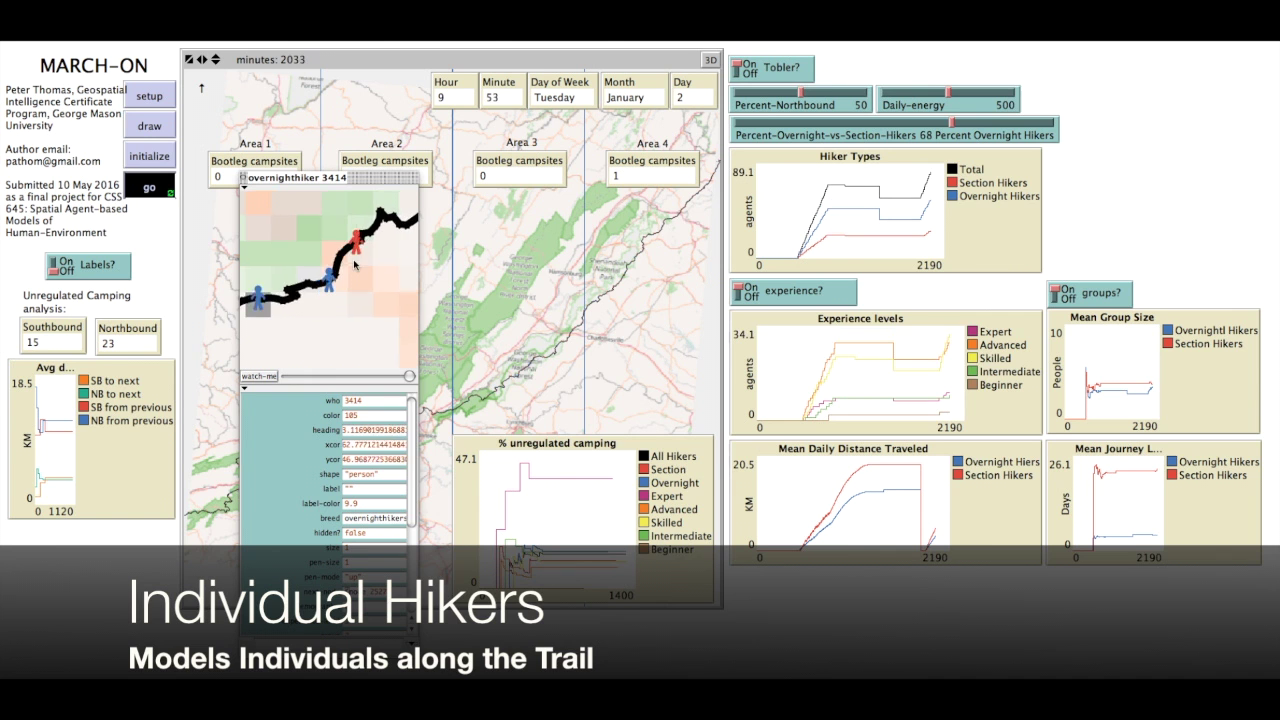 MARCH-ON
Peter Thomas, Geospatial
Intelligence Certificate
Program, George Mason
University
Author email:
pathom@gmail.com
Submitted 10 May 2016
as a final project for CSS
645: Spatial Agent-based
Models of
Human-Environment
setup
draw
initialize
go
On
Off
Labels?
Unregulated Camping
analysis:
Southbound
15
Northbound
23
Avg d...
18.5
KM
0
0 1120
SB to next
NB to next
SB from previous
NB from previous
minutes: 2033
3D
Hour
9
Minute
53
Day of Week
Tuesday
Month
January
Day
2
Area 1
Bootleg campsites
0
Area 2
Bootleg campsites
Area 3
Bootleg campsites
0
Area 4
Bootleg campsites
1
overnighthiker 3414
watch-me
who 3414
color 105
heading 3.1169019918688
xcor 62.777121441484
ycor 46.968772536683
shape "person"
label ""
label-color 9.9
breed overnighthikers
hidden? false
size 1
pen-size 1
pen-mode "up"
% unregulated camping
47.1
0
1400
All Hikers
Section
Overnight
Expert
Advanced
Skilled
Intermediate
Beginner
On
Off
Tobler?
Percent-Northbound 50
Daily-energy 500
Percent-Overnight-vs-Section-Hikers 68 Percent Overnight Hikers
Hiker Types
89.1
agents
0
0 2190
Total
Section Hikers
Overnight Hikers
On
Off
experience?
Experience levels
34.1
agents
0
0 2190
Expert
Advanced
Skilled
Intermediate
Beginner
On
Off
groups?
Mean Group Size
10
People
0
0 2190
Overnightl Hikers
Section Hikers
Mean Daily Distance Traveled
20.5
KM
0
0 2190
Overnight Hiers
Section Hikers
Mean Journey L...
26.1
Days
0
0 2190
Overnight Hikers
Section Hikers
Individual Hikers
Models Individuals along the Trail